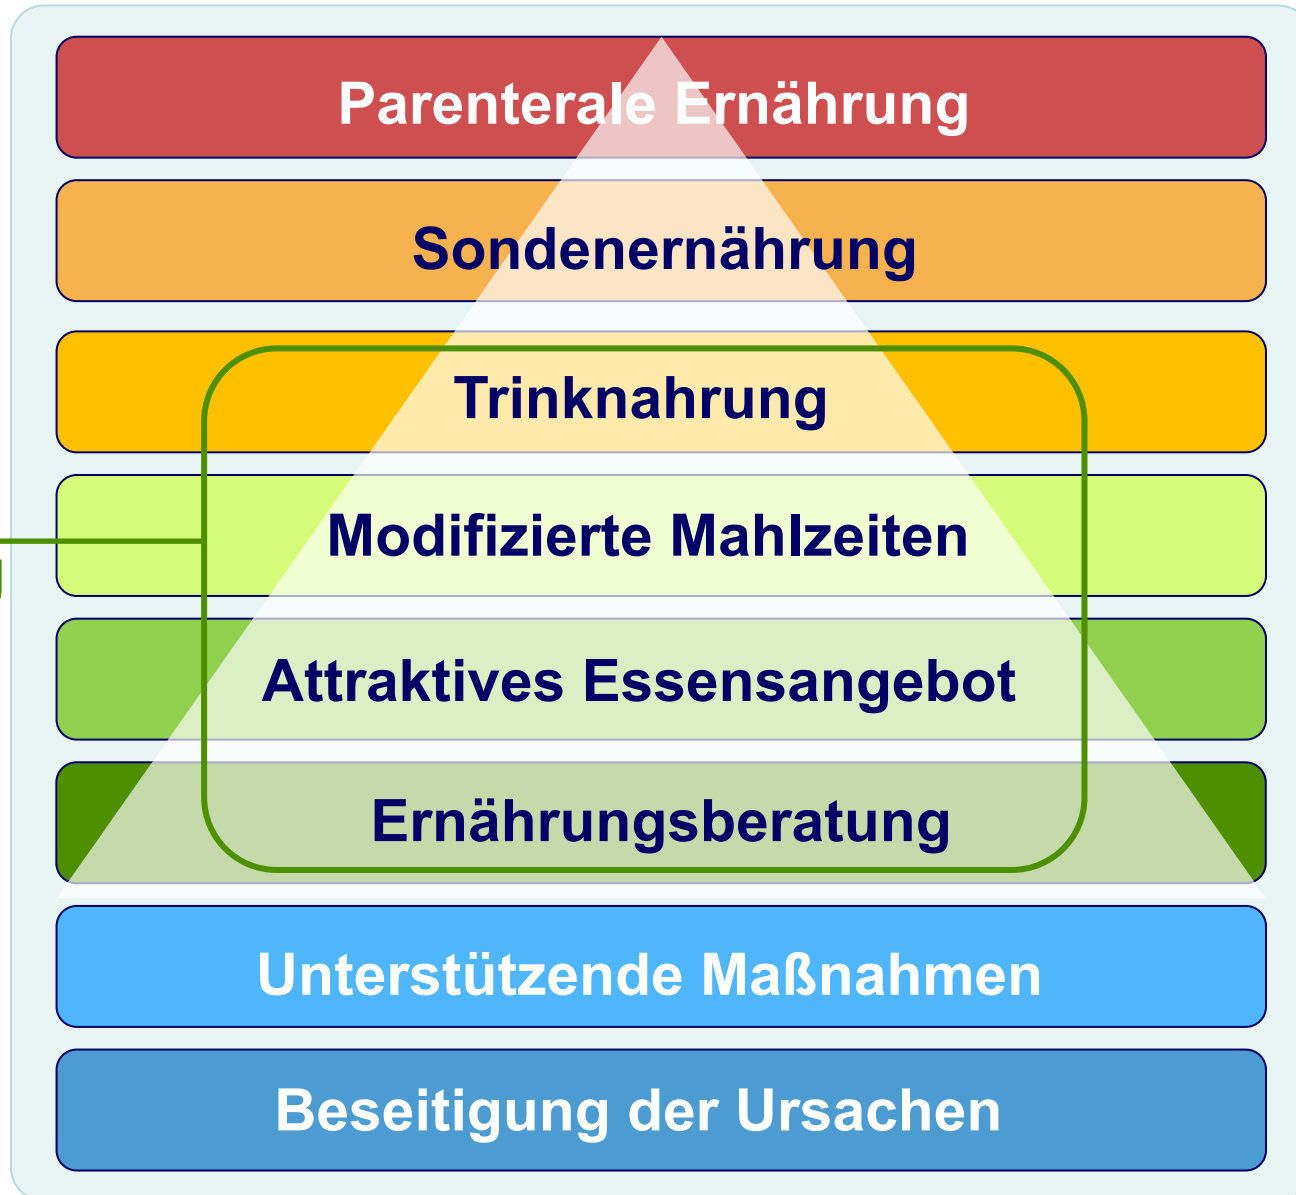 Parenterale Ernährung
Sondenernährung
Trinknahrung
Modifizierte Mahlzeiten
Attraktives Essensangebot
Ernährungsberatung
Unterstützende Maßnahmen
Beseitigung der Ursachen